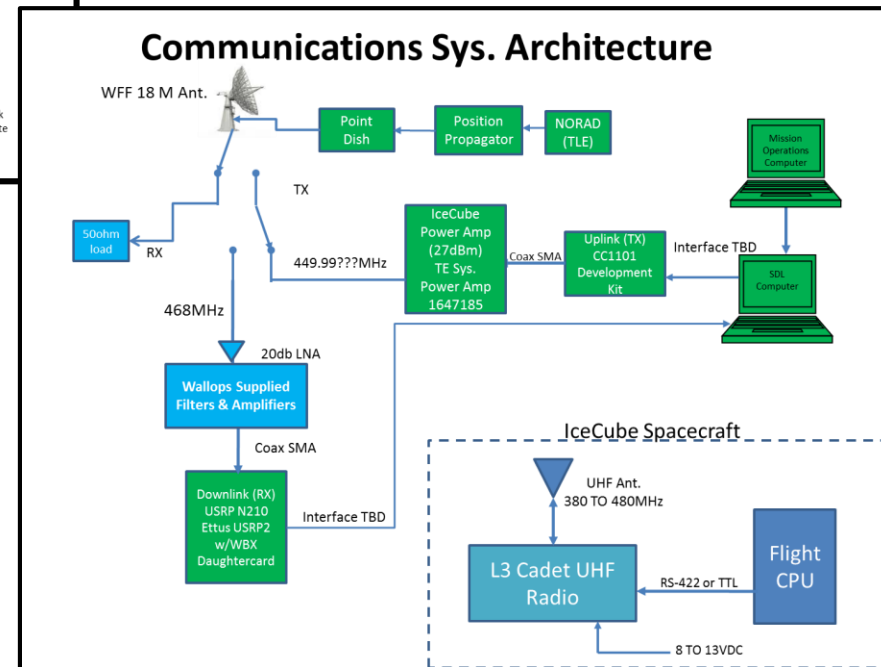 Communications Sys. Architecture
WFF 18 M Ant.
Point
Dish
Position
Propagator
NORAD
(TLE)
Mission
Operations
Computer
TX
50ohm
load
RX
449.99???MHz
IceCube
Power Amp
(27dBm)
TE Sys.
Power Amp
1647185
Coax SMA
Uplink (TX)
CC1101
Development
Kit
Interface TBD
SDL
Computer
468MHz
20db LNA
Wallops Supplied
Filters & Amplifiers
Coax SMA
Downlink (RX)
USRP N210
Ettus USRP2
w/WBX
Daughtercard
Interface TBD
IceCube Spacecraft
UHF Ant.
380 TO 480MHz
L3 Cadet UHF
Radio
RS-422 or TTL
Flight
CPU
8 TO 13VDC